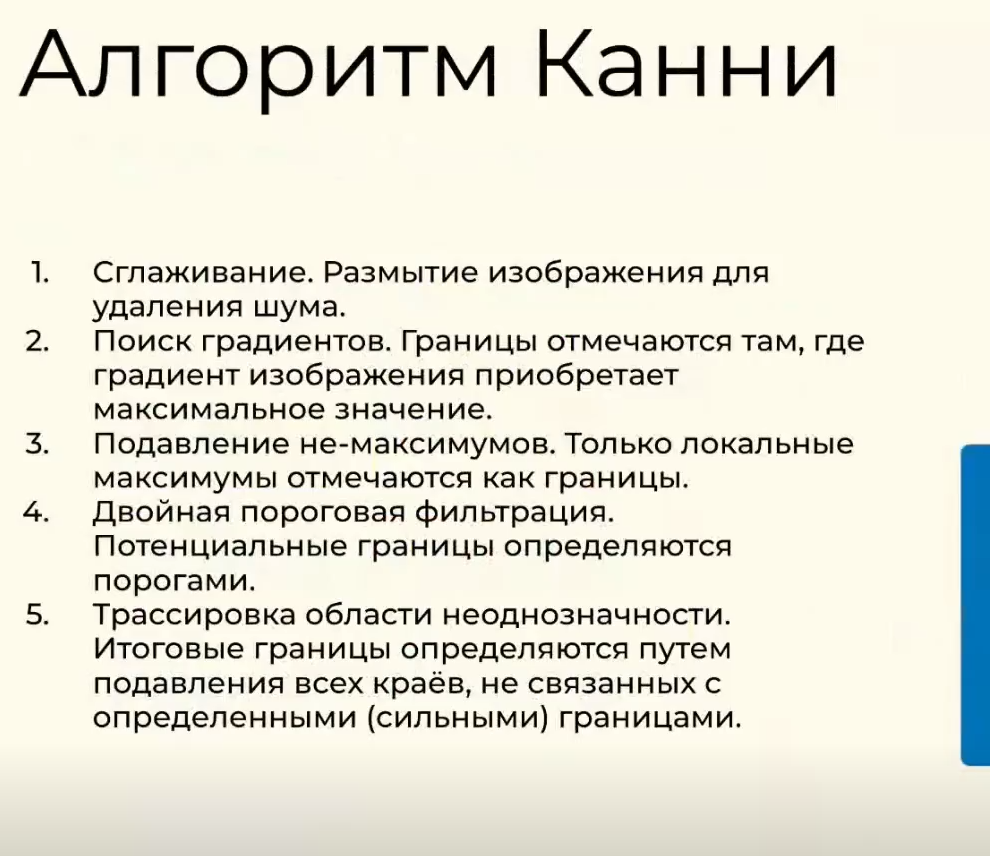 Алгоритм Канни
1. Сглаживание. Размытие изображения для
удаления шума.
2. Поиск градиентов. Границы отмечаются там, где
градиент изображения приобретает
максимальное значение.
3. Подавление не-максимумов. Только локальные
максимумы отмечаются как границы.
4. Двойная пороговая фильтрация.
Потенциальные границы определяются
порогами.
5. Трассировка области неоднозначности.
Итоговые границы определяются путем
подавления всех краёв, не связанных с
определенными (сильными) границами.